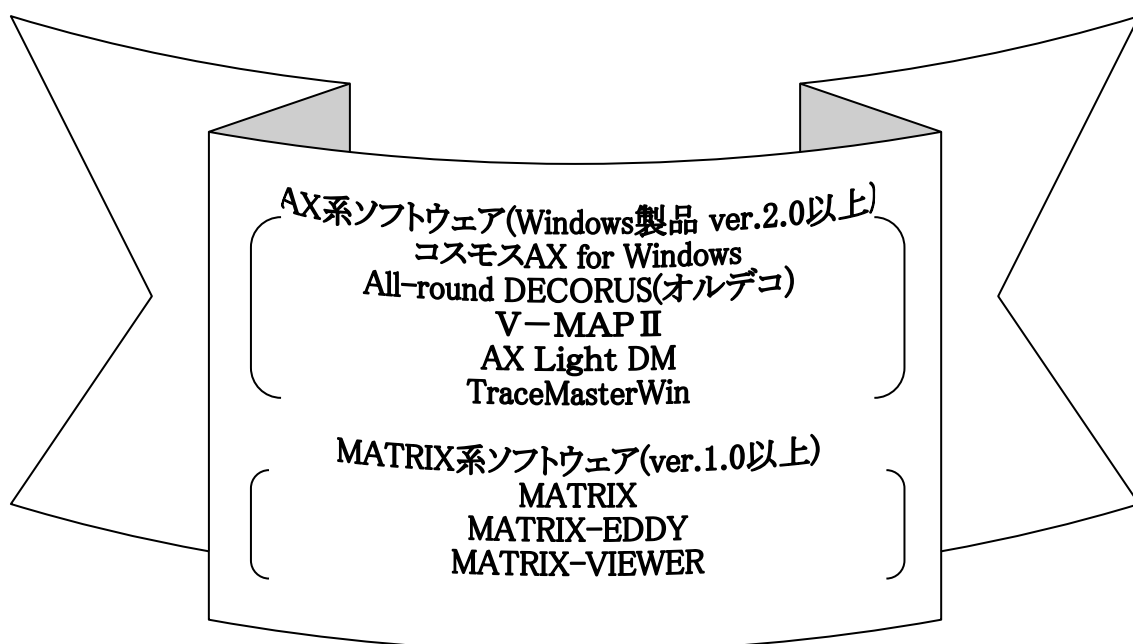 AX系ソフトウェア(Windows製品 ver.2.0以上)
コスモスAX for Windows
All-round DECORUS(オルデコ)
V－MAPⅡ
AX Light DM
TraceMasterWin
MATRIX系ソフトウェア(ver.1.0以上)
MATRIX
MATRIX-EDDY
MATRIX-VIEWER